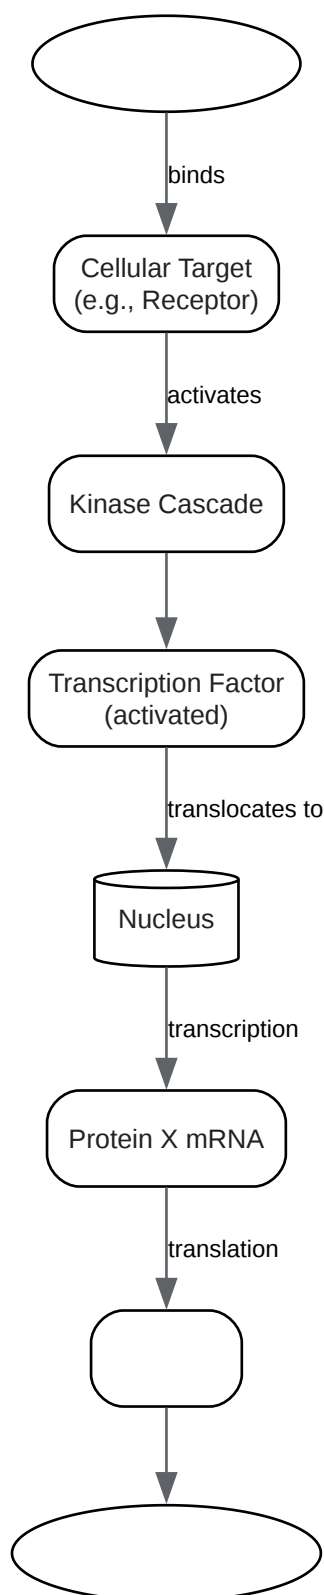 binds
Cellular Target
(e.g., Receptor)
activates
Kinase Cascade
Transcription Factor
(activated)
translocates to
Nucleus
transcription
Protein X mRNA
translation